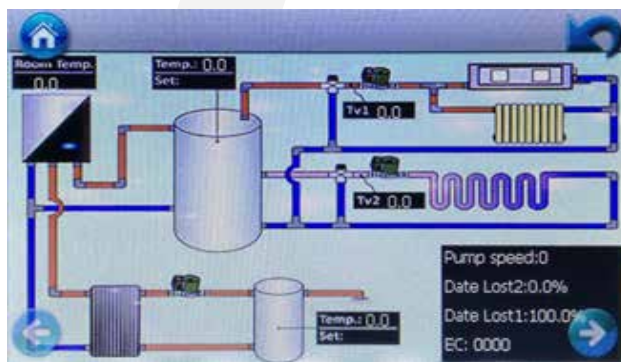 Room Temp.
0.0
Temp.: 0.0
Set:
Tv1 0.0
Tv2 0.0
Temp.: 0.0
Set:
Pump speed:0
Date Lost2:0.0%
Date Lost1:100.0%
EC: 0000